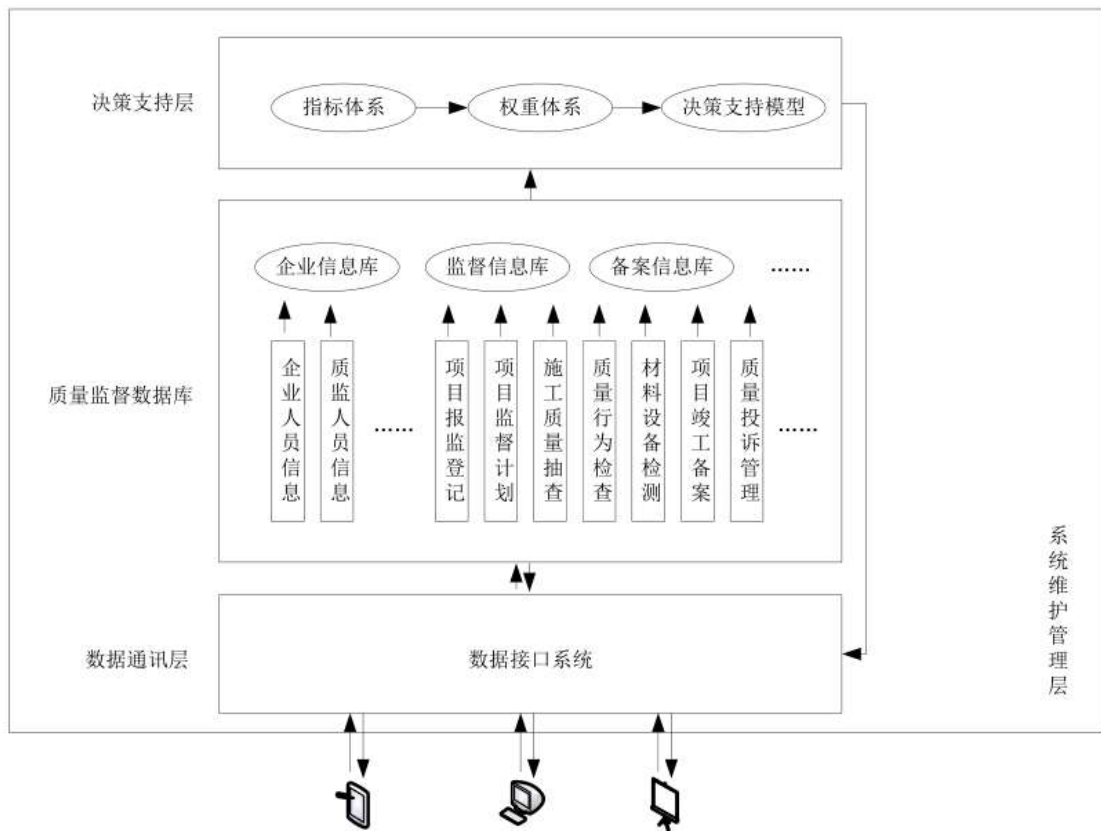 决策支持层
指标体系
权重体系
决策支持模型
企业信息库
监督信息库
备案信息库
……
质量监督数据库
企业人员信息
质监人员信息
……
项目报监登记
项目监督计划
施工质量抽查
质量行为检查
材料设备检测
项目竣工备案
质量投诉管理
……
系统维护管理层
数据通讯层
数据接口系统